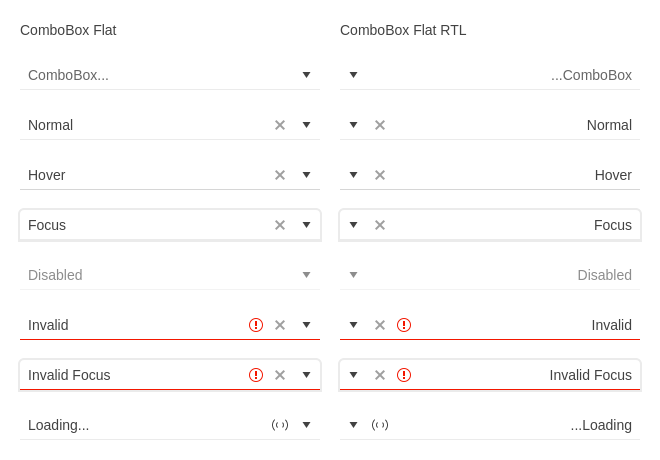 ComboBox Flat
ComboBox...
Normal
Hover
Focus
Disabled
Invalid
Invalid Focus
Loading...
ComboBox Flat RTL
...ComboBox
Normal
Hover
Focus
Disabled
Invalid
Invalid Focus
...Loading